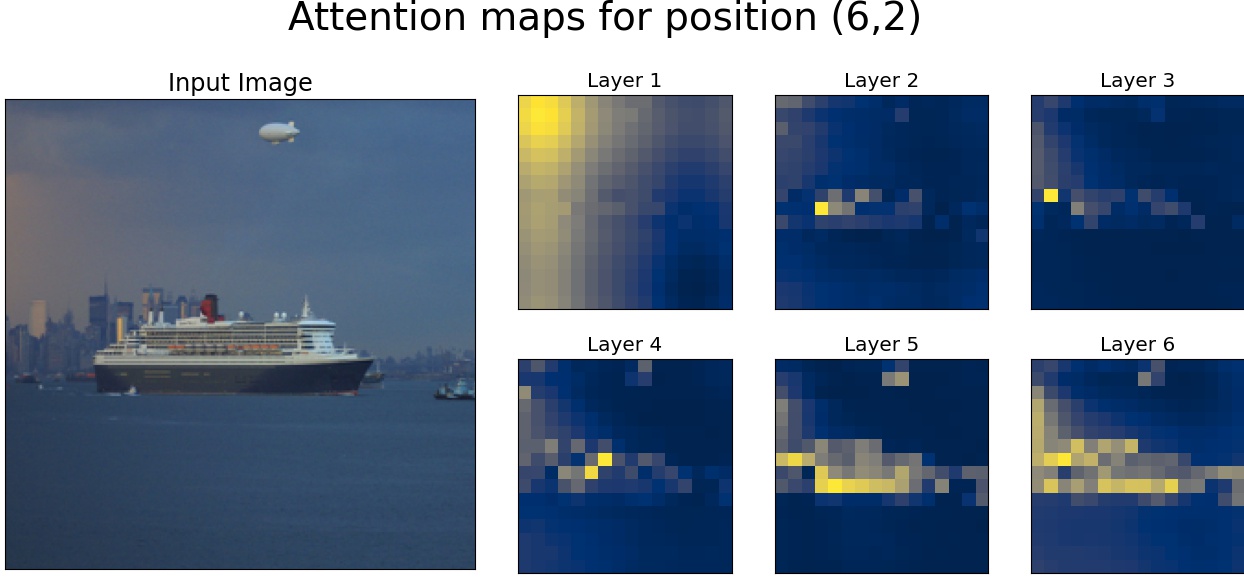 Attention maps for position (6,2)
Input Image
Layer 1
Layer 2
Layer 3
Layer 4
Layer 5
Layer 6